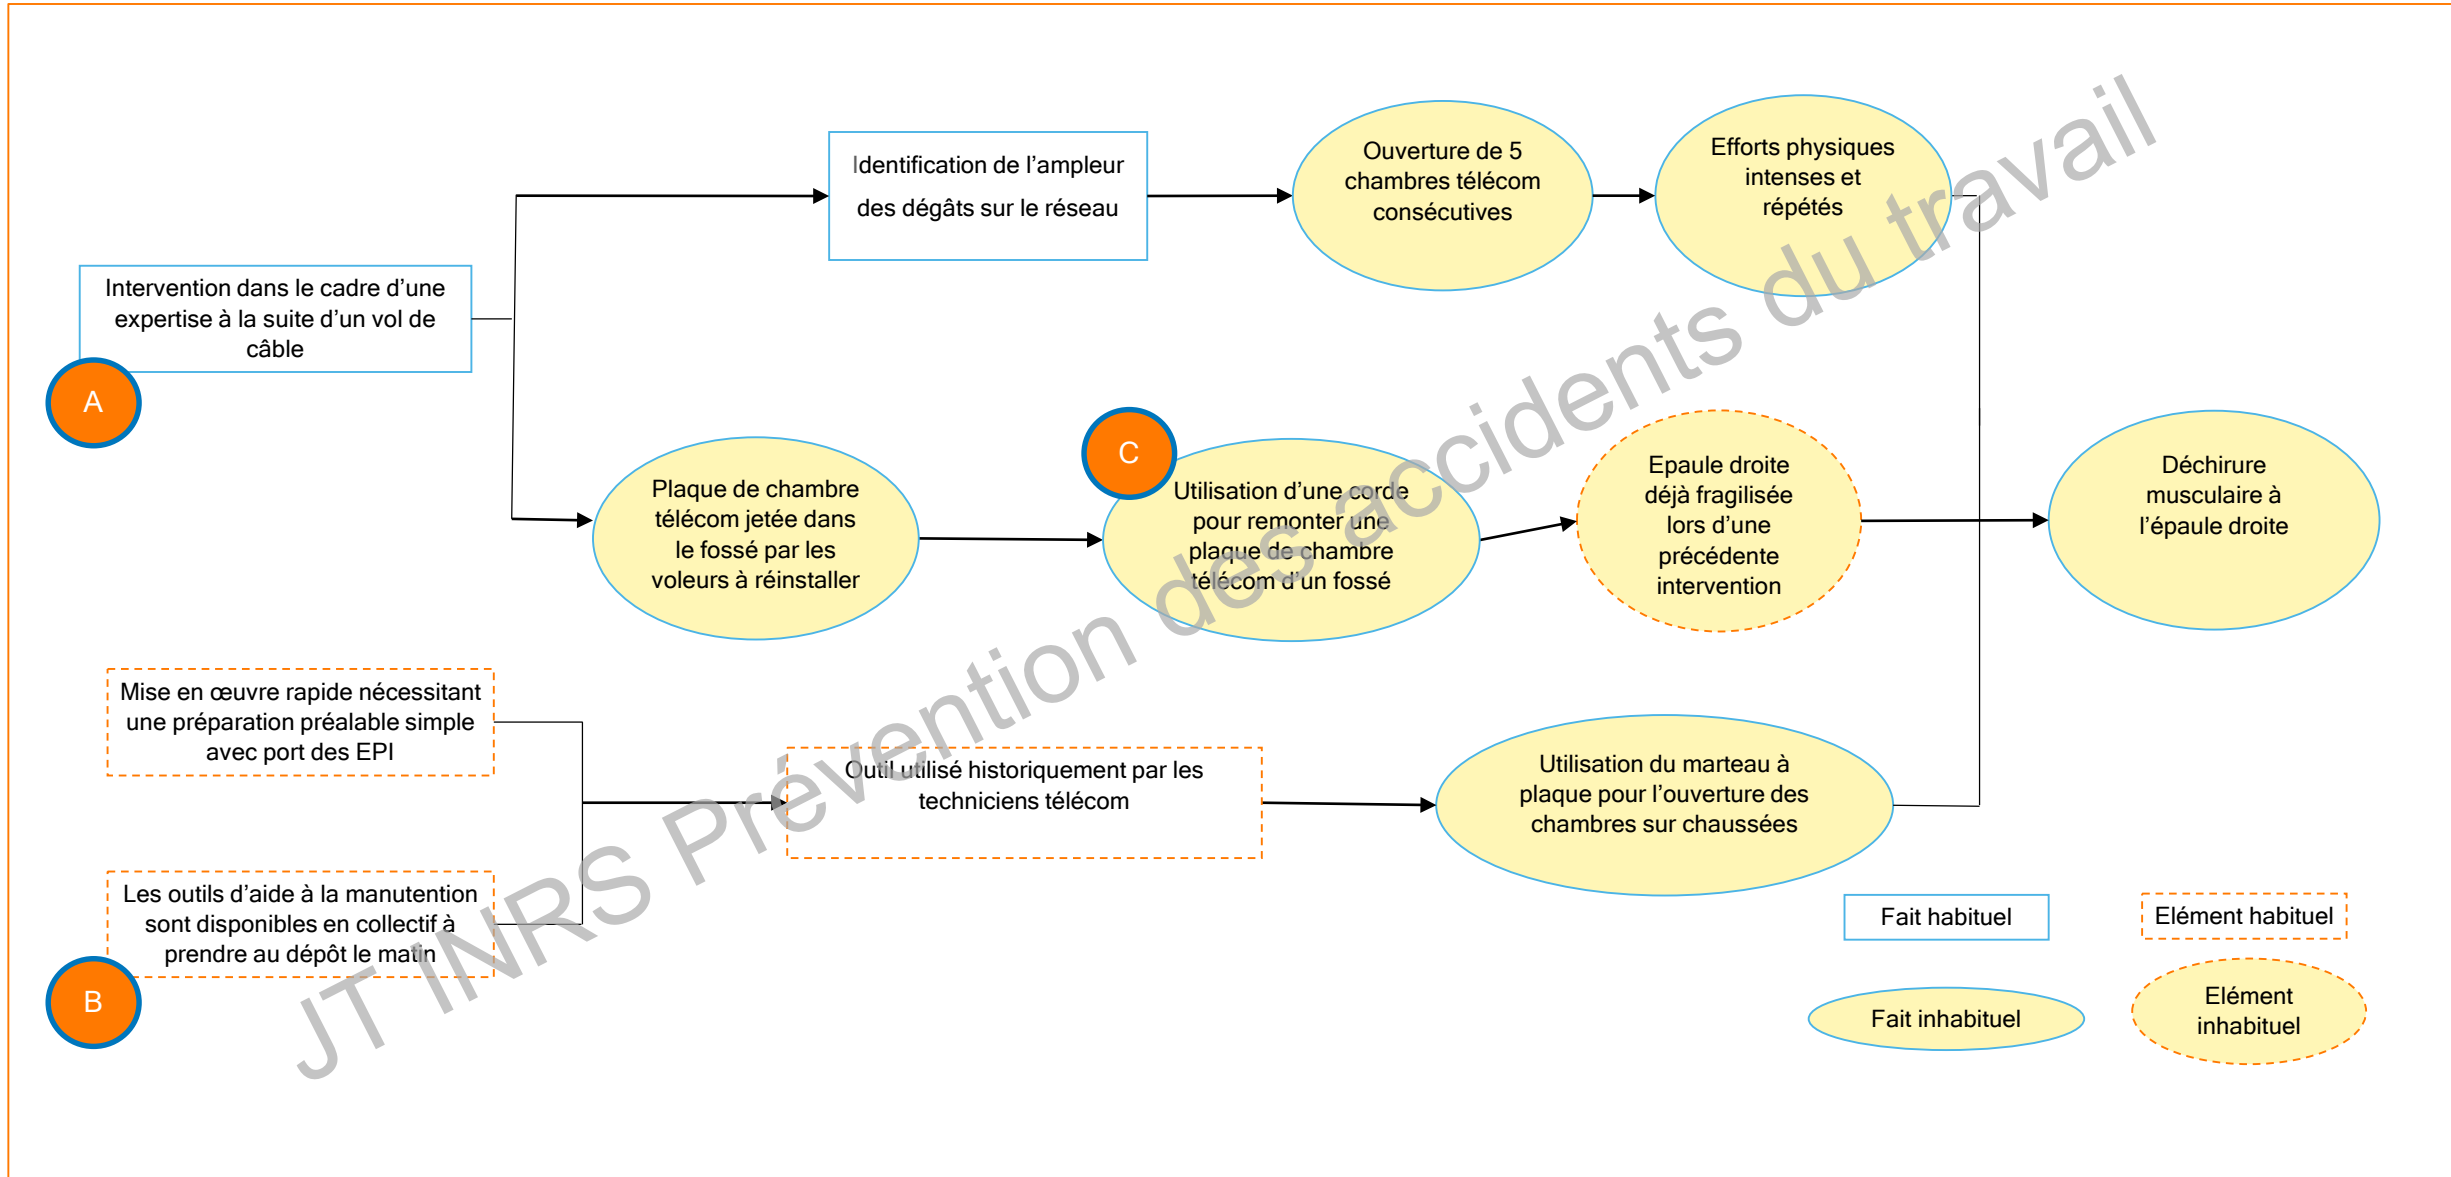 Identification de l’ampleur
des dégâts sur le réseau
Ouverture de 5
chambres télécom
consécutives
Efforts physiques
intenses et
répétés
Intervention dans le cadre d’une
expertise à la suite d’un vol de
câble
A
Plaque de chambre
télécom jetée dans
le fossé par les
voleurs à réinstaller
C
Utilisation d’une corde
pour remonter une
plaque de chambre
télécom d’un fossé
Epaule droite
déjà fragilisée
lors d’une
précédente
intervention
Déchirure
musculaire à
l’épaule droite
Mise en œuvre rapide nécessitant
une préparation préalable simple
avec port des EPI
Outil utilisé historiquement par les
techniciens télécom
Utilisation du marteau à
plaque pour l’ouverture des
chambres sur chaussées
Les outils d’aide à la manutention
sont disponibles en collectif à
prendre au dépôt le matin
B
Fait habituel
Elément habituel
Fait inhabituel
Elément
inhabituel
JT INRS Prévention des accidents du travail